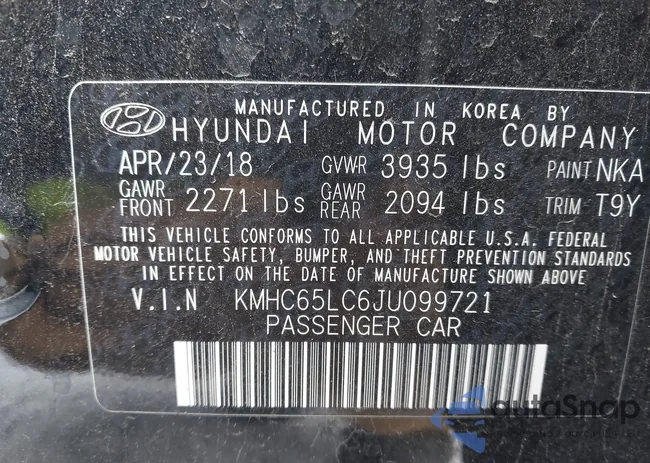 MANUFACTURED IN KOREA BY
HYUNDAI MOTOR COMPANY
APR/23/18 GVWR 3935 lbs PAINT NKA
GAWR FRONT 2271 lbs GAWR REAR 2094 lbs TRIM T9Y
THIS VEHICLE CONFORMS TO ALL APPLICABLE U.S.A. FEDERAL
MOTOR VEHICLE SAFETY, BUMPER, AND THEFT PREVENTION STANDARDS
IN EFFECT ON THE DATE OF MANUFACTURE SHOWN ABOVE
V.I.N KMHC65LC6JU099721
PASSENGER CAR
autoSnap